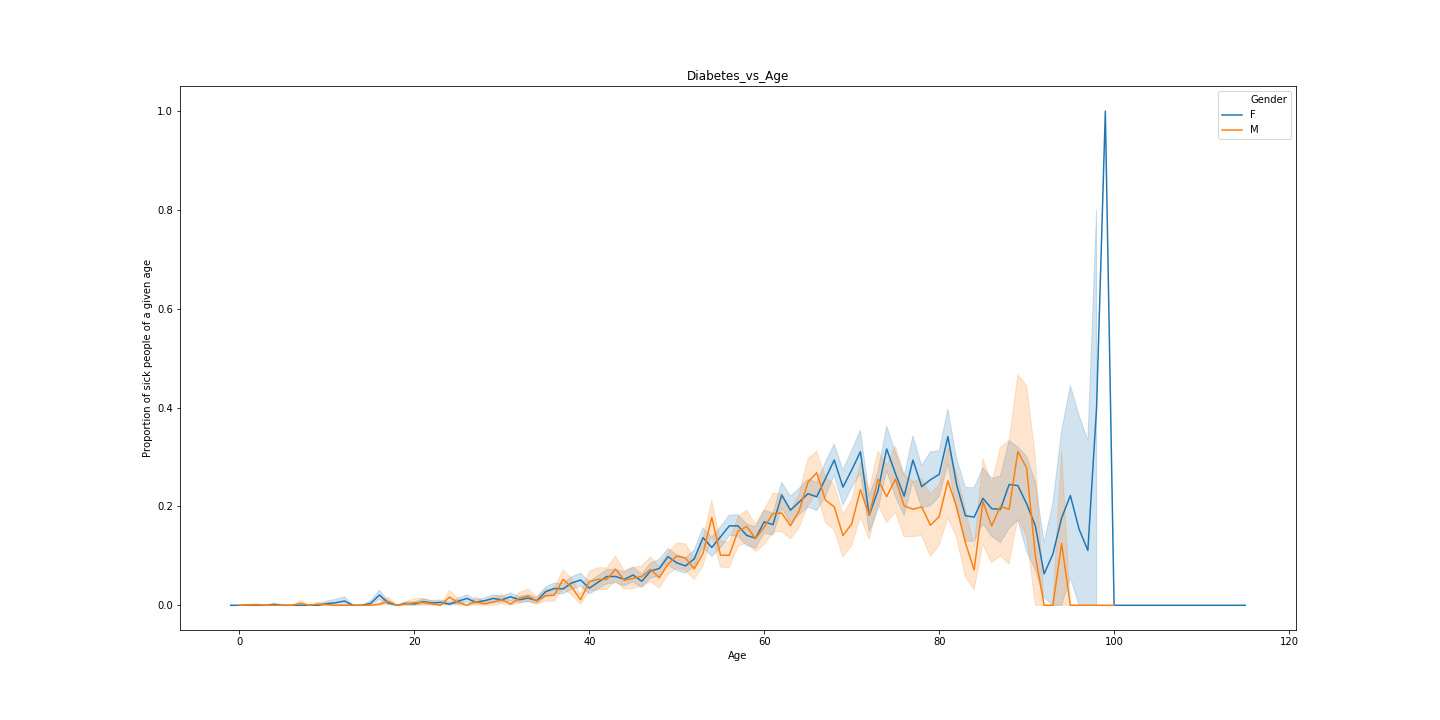 Diabetes_vs_Age
Gender
F
M
Proportion of sick people of a given age
1.0
0.8
0.6
0.4
0.2
0.0
0 20 40 60 80 100 120
Age